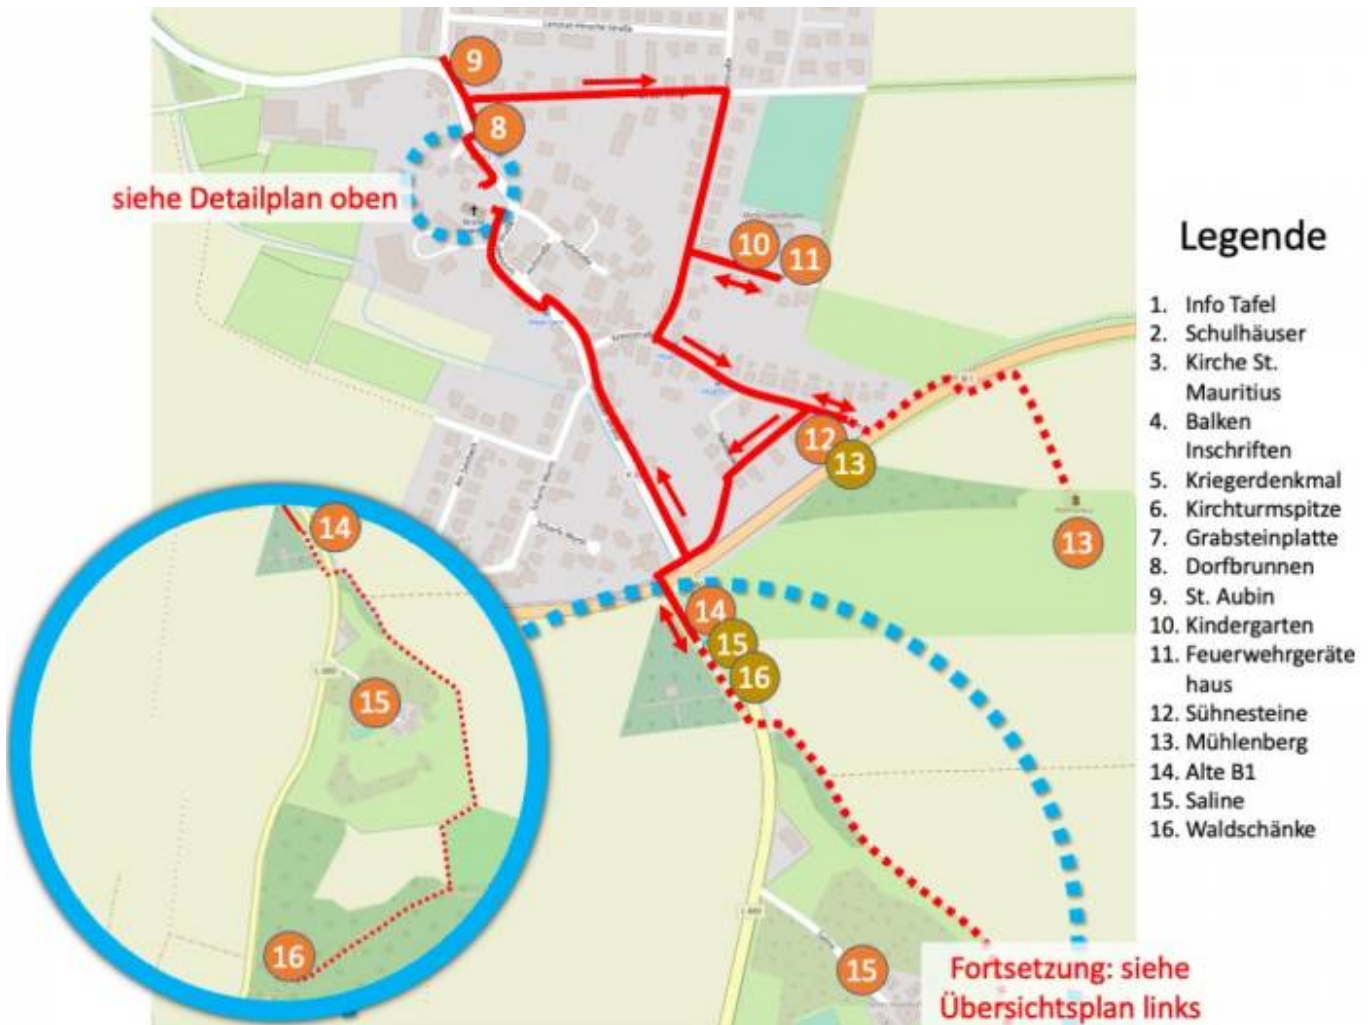 9
8
siehe Detailplan oben
10
11
12
13
13
14
15
16
14
15
16
15
Fortsetzung: siehe
Übersichtsplan links
Legende
1. Info Tafel
2. Schulhäuser
3. Kirche St.
Mauritius
4. Balken
Inschriften
5. Kriegerdenkmal
6. Kirchturmspitze
7. Grabsteinplatte
8. Dorfbrunnen
9. St. Aubin
10. Kindergarten
11. Feuerwehrgeräte
haus
12. Sühnesteine
13. Mühlenberg
14. Alte B1
15. Saline
16. Waldschänke